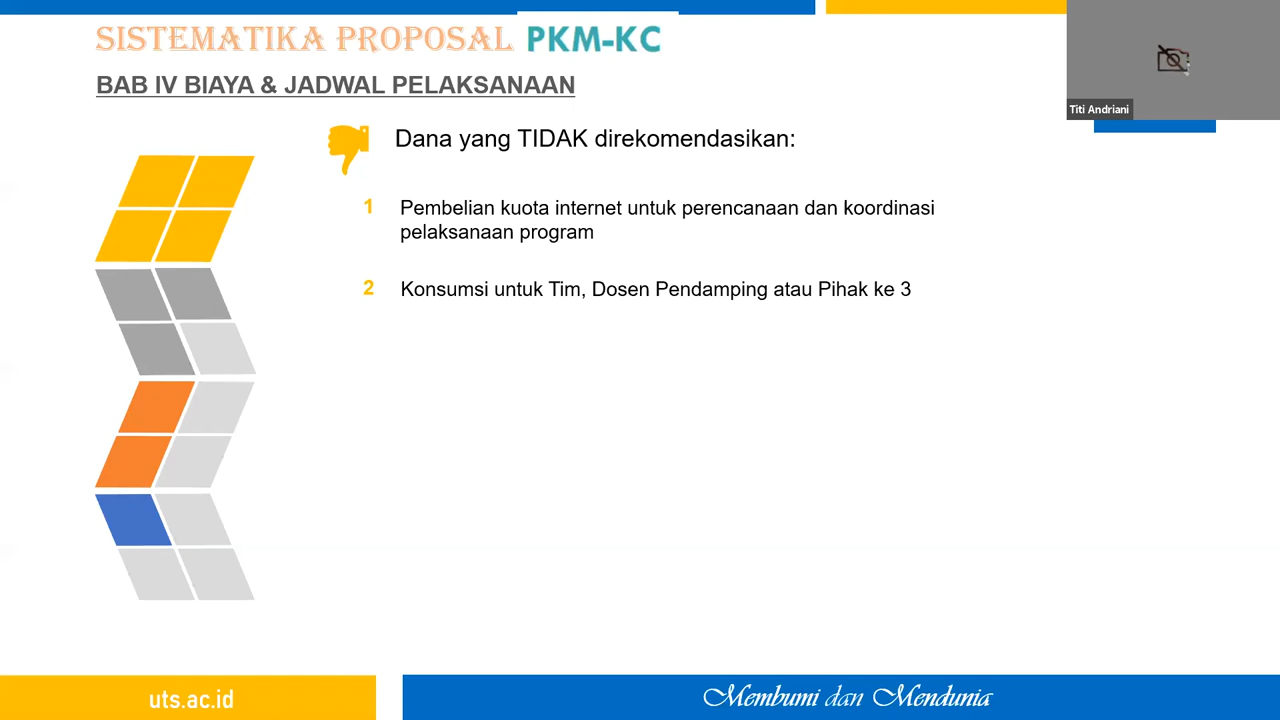 SISTEMATIKA PROPOSAL PKM-KC
BAB IV BIAYA & JADWAL PELAKSANAAN
Titi Andriani
Dana yang TIDAK direkomendasikan:
1 Pembelian kuota internet untuk perencanaan dan koordinasi
pelaksanaan program
2 Konsumsi untuk Tim, Dosen Pendamping atau Pihak ke 3
uts.ac.id
Membumi dan Mendunia